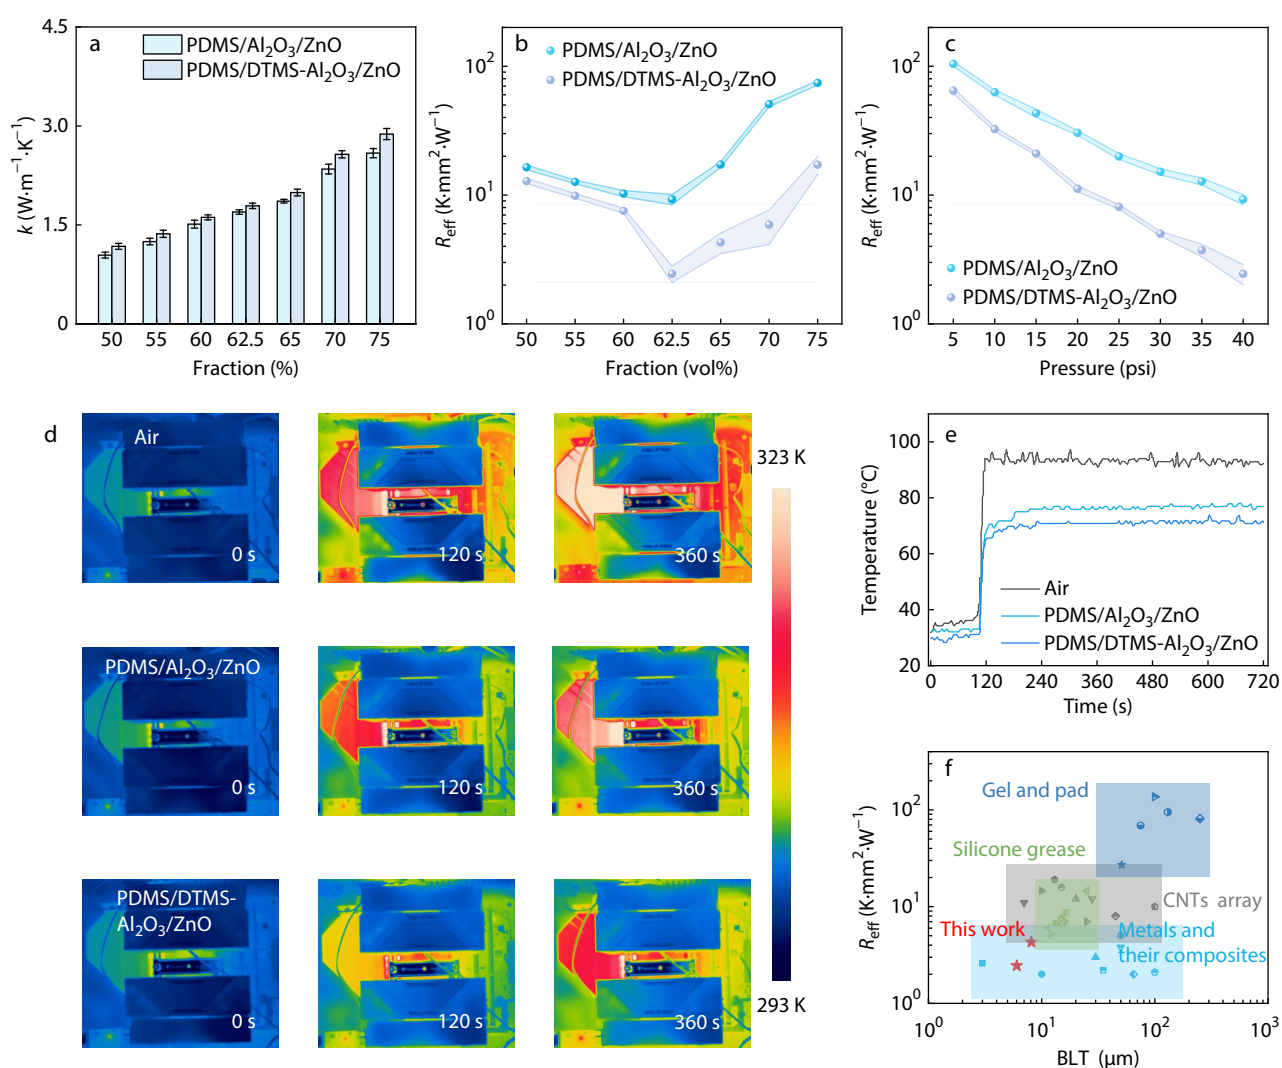 a
PDMS/Al₂O₃/ZnO
PDMS/DTMS-Al₂O₃/ZnO
4.5
3.0
1.5
0
k (W·m⁻¹·K⁻¹)
50 55 60 62.5 65 70 75
Fraction (%)
b
PDMS/Al₂O₃/ZnO
PDMS/DTMS-Al₂O₃/ZnO
10²
10¹
10⁰
R_eff (K·mm²·W⁻¹)
50 55 60 62.5 65 70 75
Fraction (vol%)
c
10²
10¹
10⁰
R_eff (K·mm²·W⁻¹)
PDMS/Al₂O₃/ZnO
PDMS/DTMS-Al₂O₃/ZnO
5 10 15 20 25 30 35 40
Pressure (psi)
d
Air
0 s
120 s
360 s
PDMS/Al₂O₃/ZnO
0 s
120 s
360 s
PDMS/DTMS-
Al₂O₃/ZnO
0 s
120 s
360 s
323 K
293 K
e
100
80
60
40
20
Temperature (°C)
Air
PDMS/Al₂O₃/ZnO
PDMS/DTMS-Al₂O₃/ZnO
0 120 240 360 480 600 720
Time (s)
f
10²
10¹
10⁰
R_eff (K·mm²·W⁻¹)
Gel and pad
Silicone grease
CNTs array
This work
Metals and
their composites
10⁰ 10¹ 10² 10³
BLT (μm)